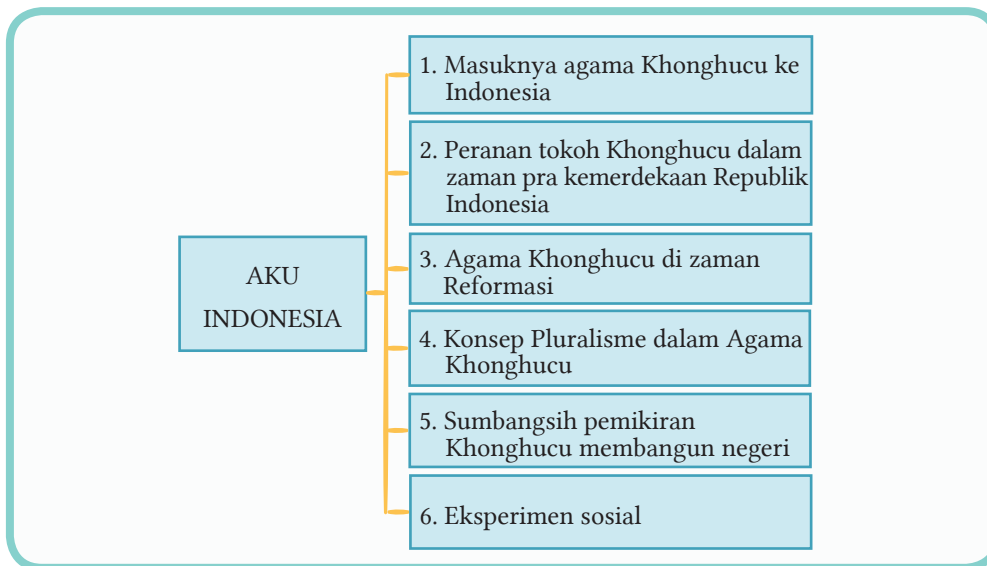 AKU
INDONESIA
1. Masuknya agama Khonghucu ke
Indonesia
2. Peranan tokoh Khonghucu dalam
zaman pra kemerdekaan Republik
Indonesia
3. Agama Khonghucu di zaman
Reformasi
4. Konsep Pluralisme dalam Agama
Khonghucu
5. Sumbangsih pemikiran
Khonghucu membangun negeri
6. Eksperimen sosial